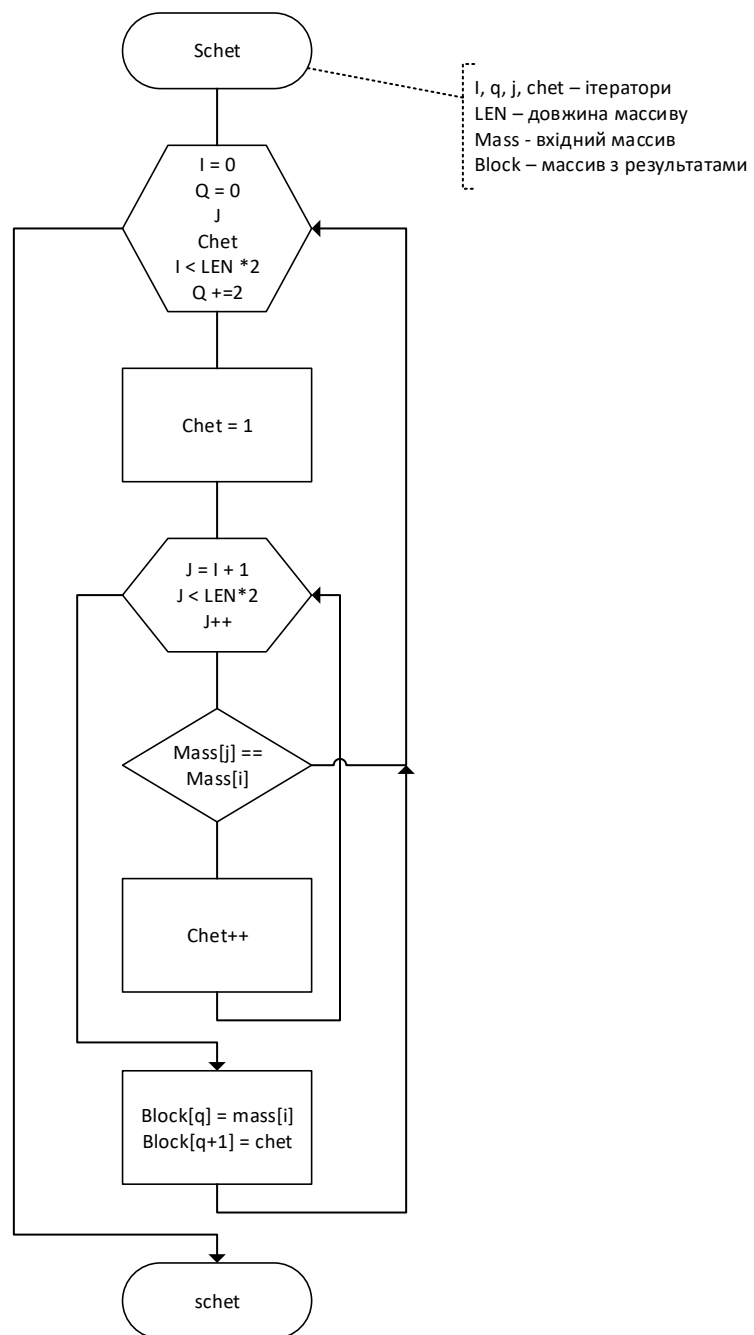 Schet
I, q, j, chet – ітератори
LEN – довжина массиву
Mass - вхідний массив
Block – массив з результатами
I = 0
Q = 0
J
Chet
I < LEN *2
Q +=2
Chet = 1
J = I + 1
J < LEN*2
J++
Mass[j] ==
Mass[i]
Chet++
Block[q] = mass[i]
Block[q+1] = chet
schet